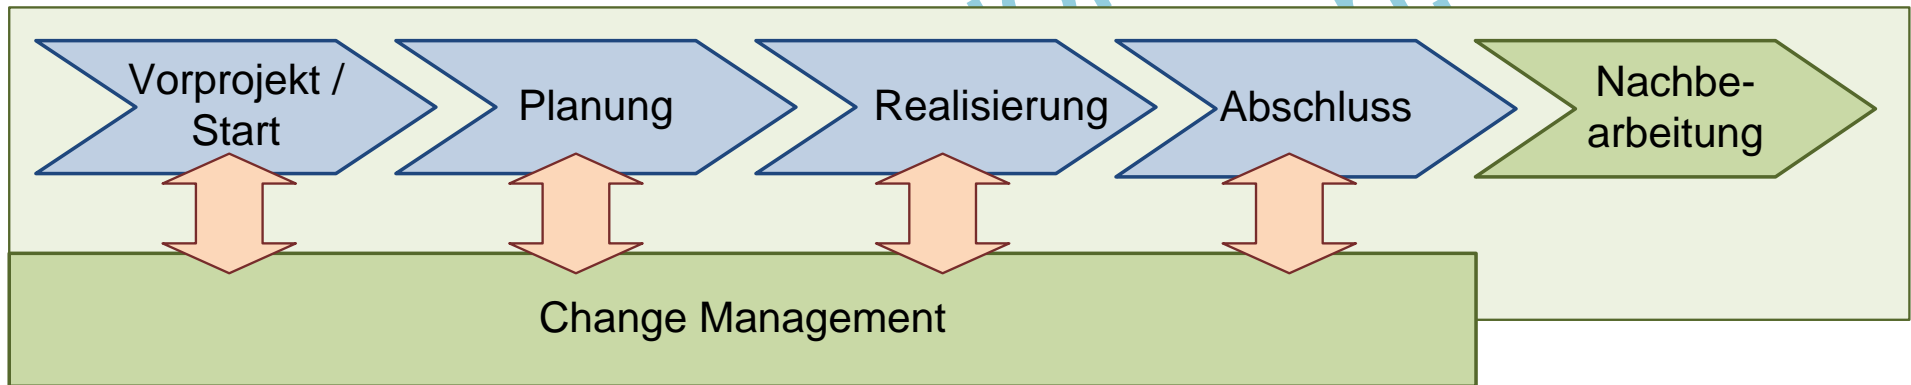 Vorprojekt /
Start
Planung
Realisierung
Abschluss
Nachbe-
arbeitung
Change Management